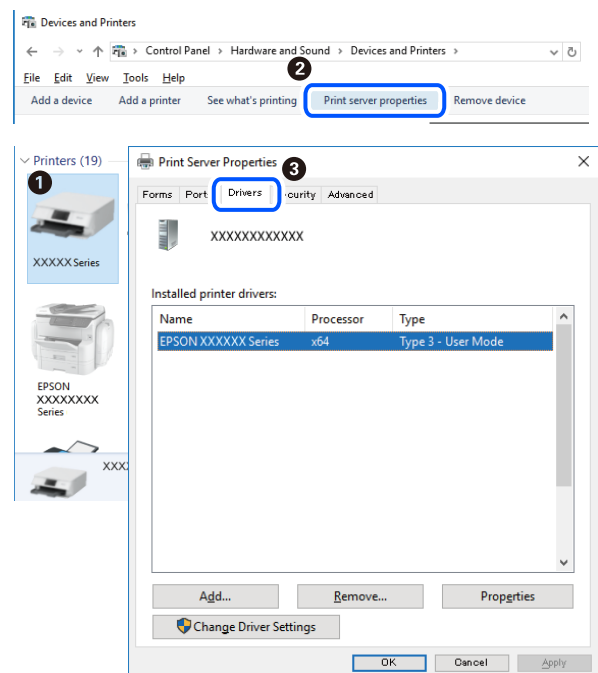 Devices and Printers
Control Panel > Hardware and Sound > Devices and Printers >
2
File Edit View Tools Help
Add a device Add a printer See what's printing Print server properties Remove device
Printers (19)
1
XXXXX Series
EPSON
XXXXXXXX
Series
XXX
Print Server Properties
3
Forms Port Drivers curity Advanced
XXXXXXXXXXXX
Installed printer drivers:
Name Processor Type
EPSON XXXXXX Series x64 Type 3 - User Mode
Add... Remove... Properties
Change Driver Settings
OK Cancel Apply